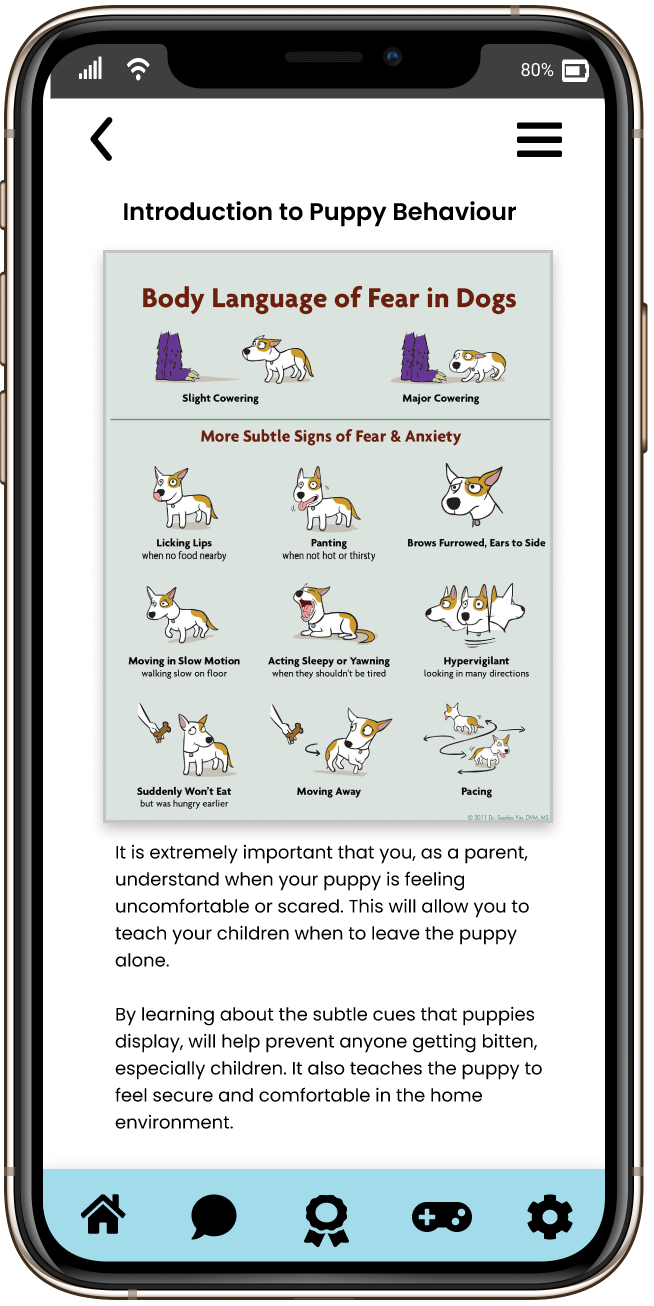 80%
Introduction to Puppy Behaviour
Body Language of Fear in Dogs
Slight Cowering
Major Cowering
More Subtle Signs of Fear & Anxiety
Licking Lips
when no food nearby
Panting
when not hot or thirsty
Brows Furrowed, Ears to Side
Moving in Slow Motion
walking slow on floor
Acting Sleepy or Yawning
when they shouldn't be tired
Hypervigilant
looking in many directions
Suddenly Won't Eat
but was hungry earlier
Moving Away
Pacing
© 2011 Dr. Sophia Yin, DVM, MS
It is extremely important that you, as a parent,
understand when your puppy is feeling
uncomfortable or scared. This will allow you to
teach your children when to leave the puppy
alone.
By learning about the subtle cues that puppies
display, will help prevent anyone getting bitten,
especially children. It also teaches the puppy to
feel secure and comfortable in the home
environment.